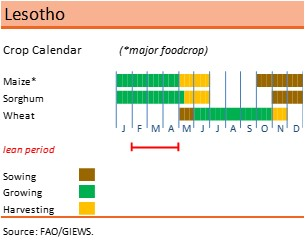 Lesotho
Crop Calendar (*major foodcrop)
Maize*
Sorghum
Wheat
J F M A M J J A S O N D
lean period
Sowing
Growing
Harvesting
Source: FAO/GIEWS.